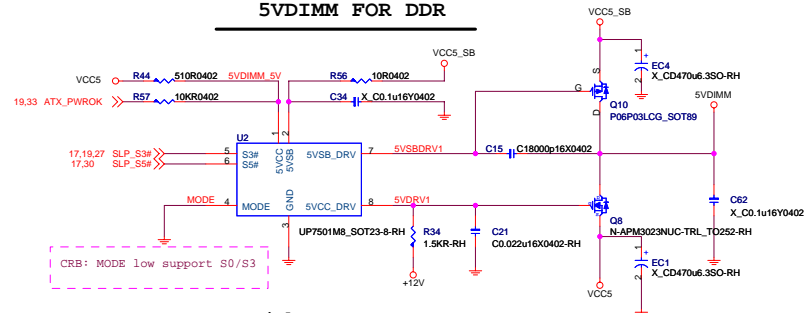 5VDIMM FOR DDR
VCC5_SB
VCC5_SB
VCC5
R44
510R0402
5VDIMM_5V
R56
10R0402
1
2
+
EC4
X_CD470u6.3SO-RH
19,33 ATX_PWROK
R57
10KR0402
C34
X_C0.1u16Y0402
S
G
D
Q10
P06P03LCG_SOT89
5VDIMM
U2
1
2
5VCC
5VSB
17,19,27 SLP_S3#
5
S3#
5VSB_DRV
7
5VSBDRV1
C15
C18000p16X0402
17,30 SLP_S5#
6
S5#
MODE
4
MODE
GND
3
5VCC_DRV
8
5VDRV1
UP7501M8_SOT23-8-RH
R34
1.5KR-RH
+12V
C21
C0.022u16X0402-RH
Q8
N-APM3023NUC-TRL_TO252-RH
C62
X_C0.1u16Y0402
CRB: MODE low support S0/S3
1
2
+
EC1
X_CD470u6.3SO-RH
VCC5